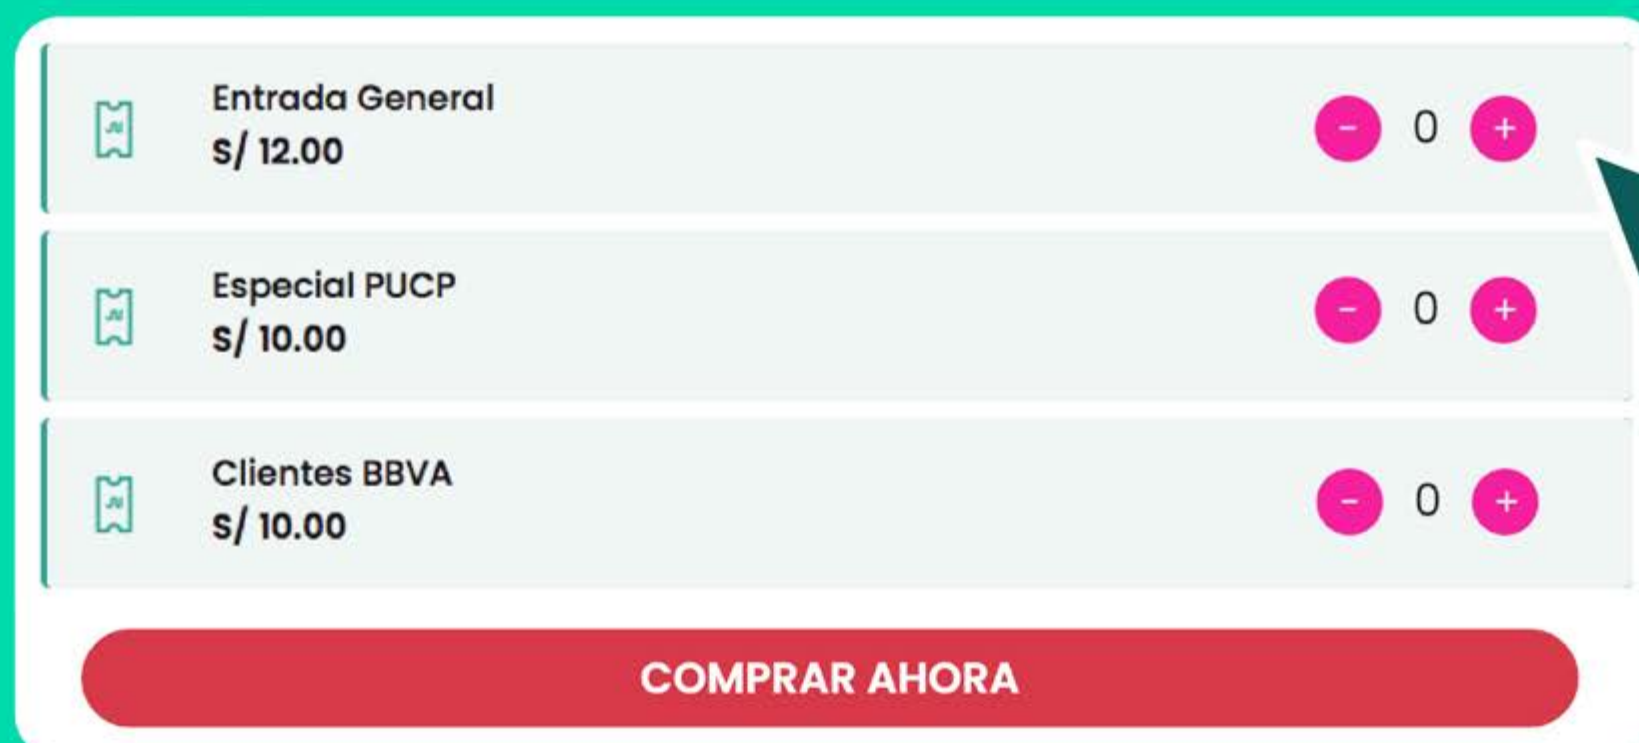 Entrada General
S/ 12.00
- 0 +
Especial PUCP
S/ 10.00
- 0 +
Clientes BBVA
S/ 10.00
- 0 +
COMPRAR AHORA